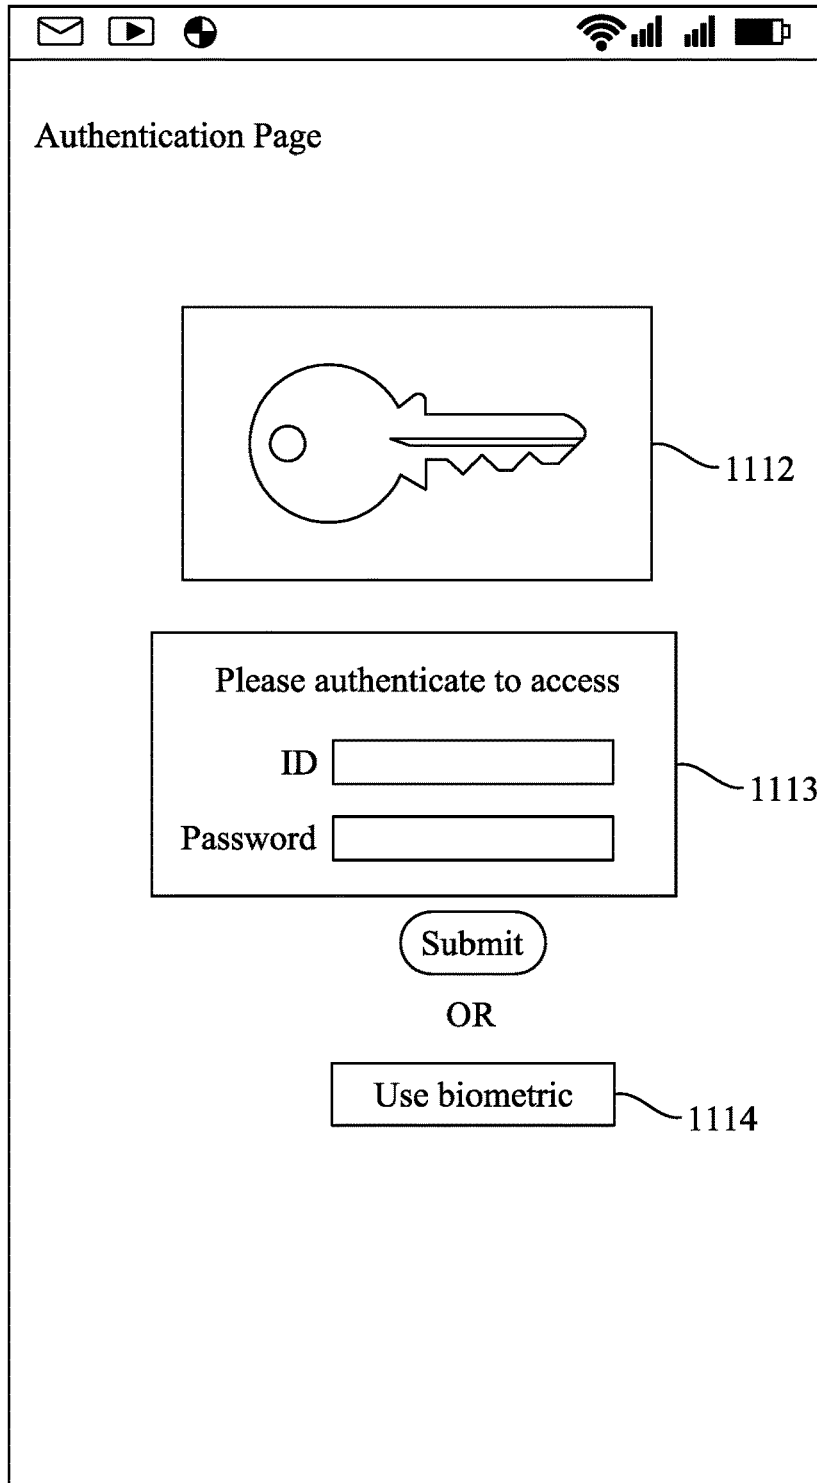 Authentication Page
1112
Please authenticate to access
ID
1113
Password
Submit
OR
Use biometric
1114